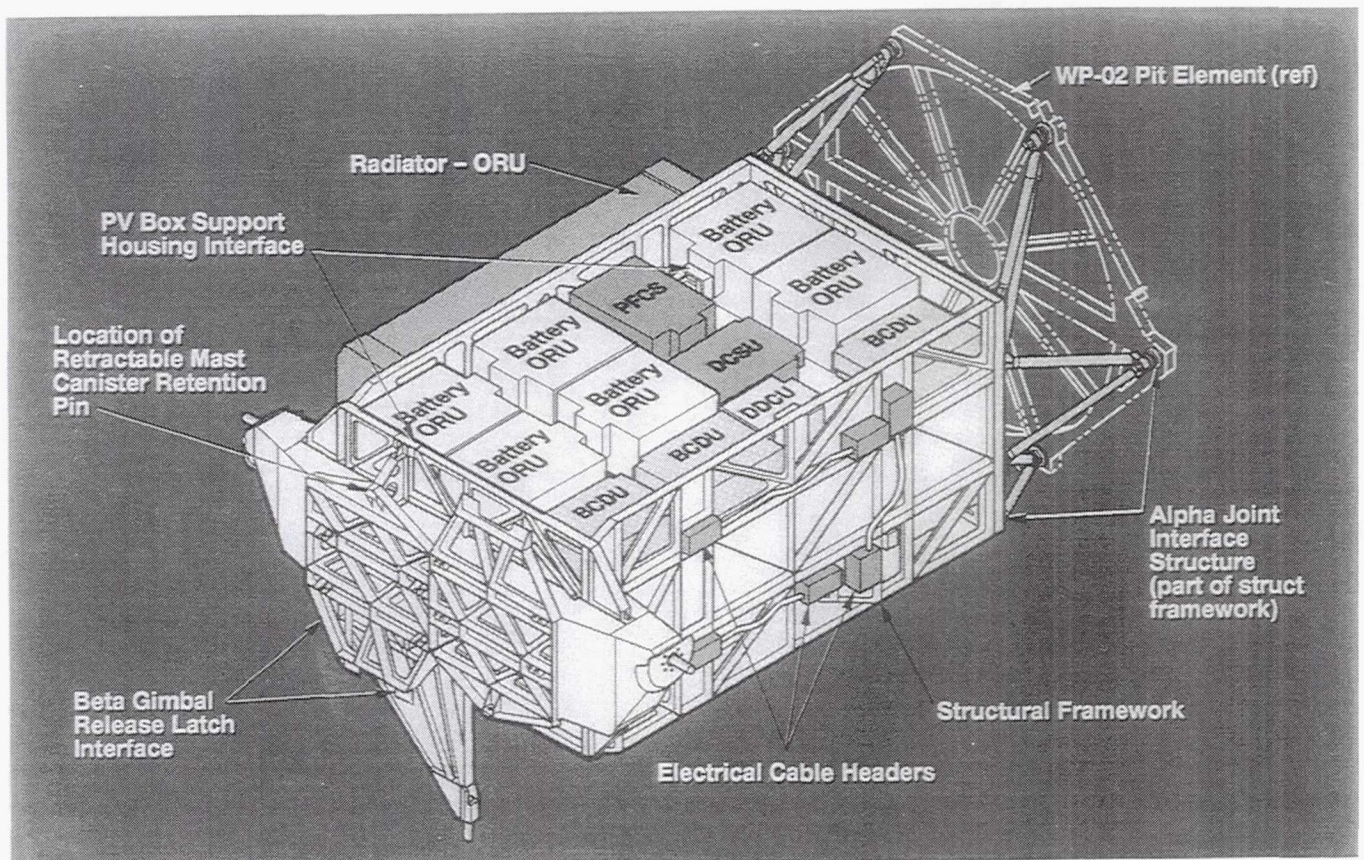 WP-02 Pit Element (ref)
Radiator – ORU
PV Box Support
Housing Interface
Location of
Retractable Mast
Canister Retention
Pin
Battery
ORU
Battery
ORU
PFCS
BCDU
Battery
ORU
DCSU
Battery
ORU
DDCU
Battery
ORU
BCDU
Battery
ORU
BCDU
Alpha Joint
Interface
Structure
(part of struct
framework)
Beta Gimbal
Release Latch
Interface
Structural Framework
Electrical Cable Headers